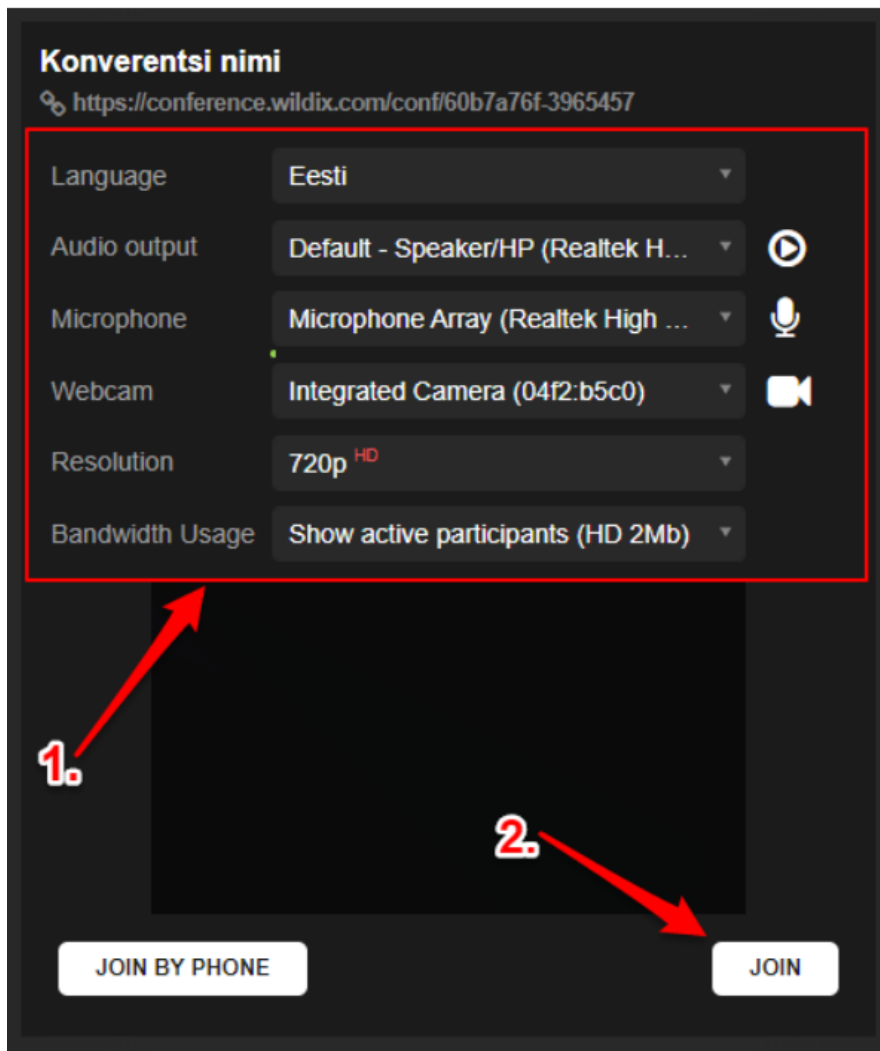 Konverentsi nimi
https://conference.wildix.com/conf/60b7a76f-3965457
Language Eesti
Audio output Default - Speaker/HP (Realtek H...
Microphone Microphone Array (Realtek High ...
Webcam Integrated Camera (04f2:b5c0)
Resolution 720p HD
Bandwidth Usage Show active participants (HD 2Mb)
1.
2.
JOIN BY PHONE JOIN